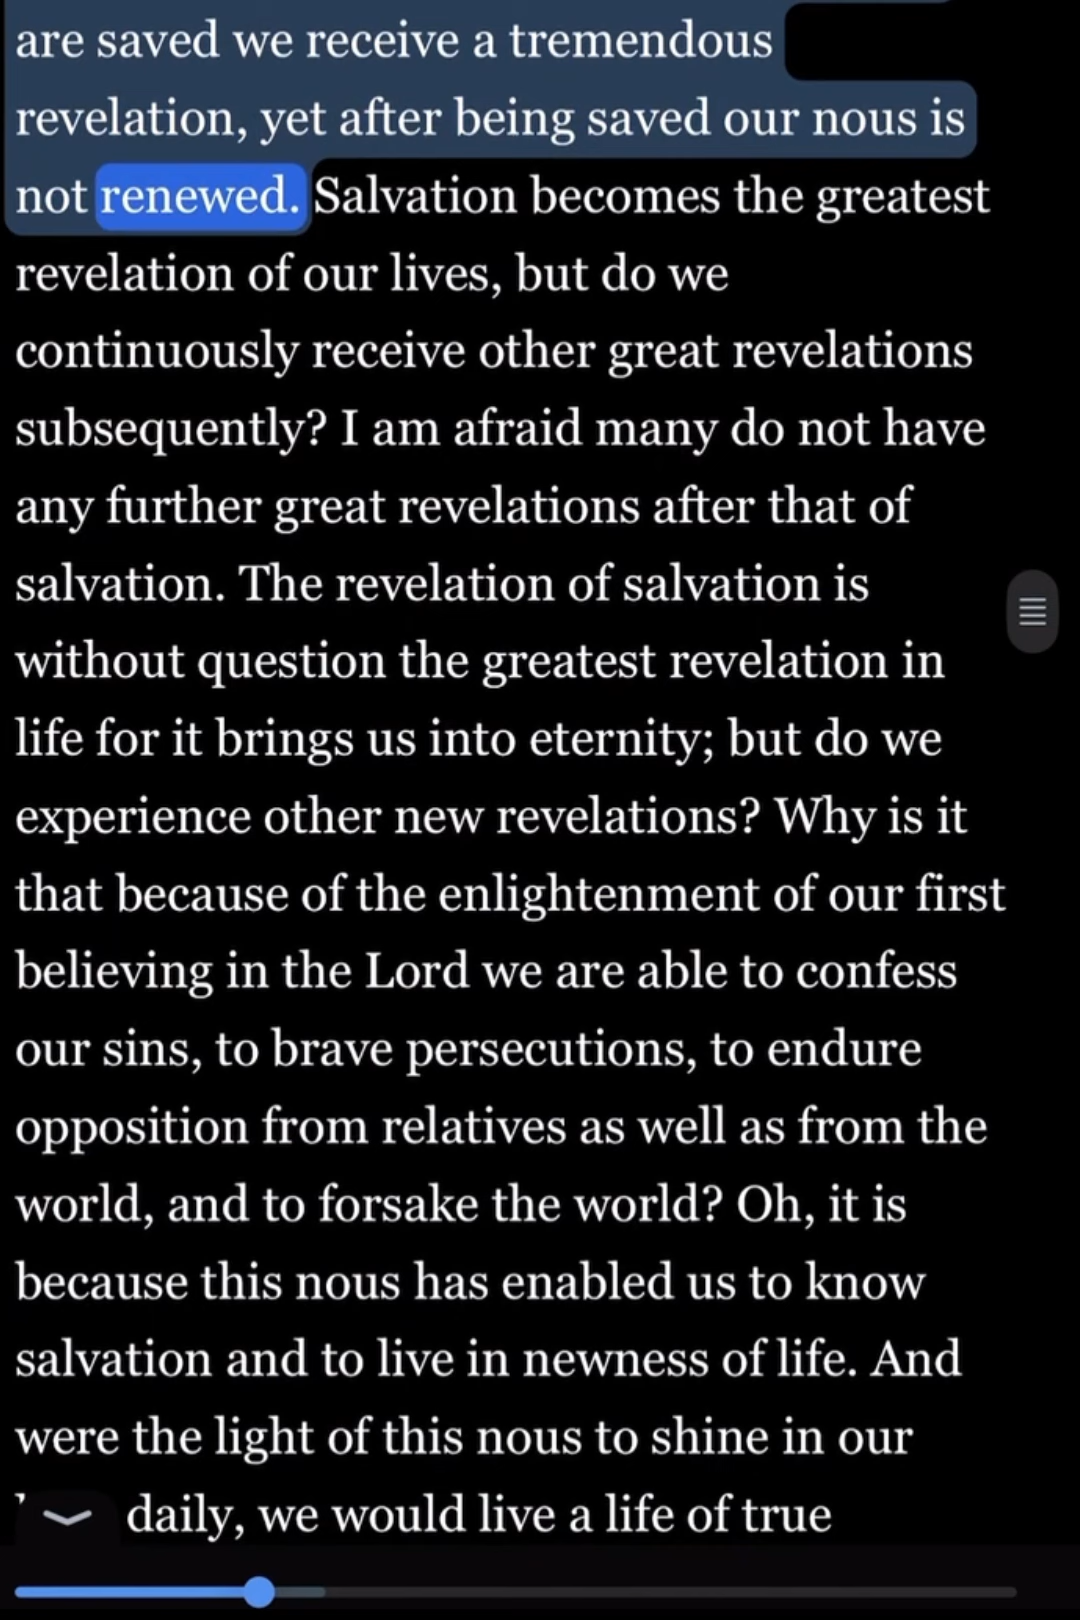 are saved we receive a tremendous
revelation, yet after being saved our nous is
not renewed. Salvation becomes the greatest
revelation of our lives, but do we
continuously receive other great revelations
subsequently? I am afraid many do not have
any further great revelations after that of
salvation. The revelation of salvation is
without question the greatest revelation in
life for it brings us into eternity; but do we
experience other new revelations? Why is it
that because of the enlightenment of our first
believing in the Lord we are able to confess
our sins, to brave persecutions, to endure
opposition from relatives as well as from the
world, and to forsake the world? Oh, it is
because this nous has enabled us to know
salvation and to live in newness of life. And
were the light of this nous to shine in our
daily, we would live a life of true